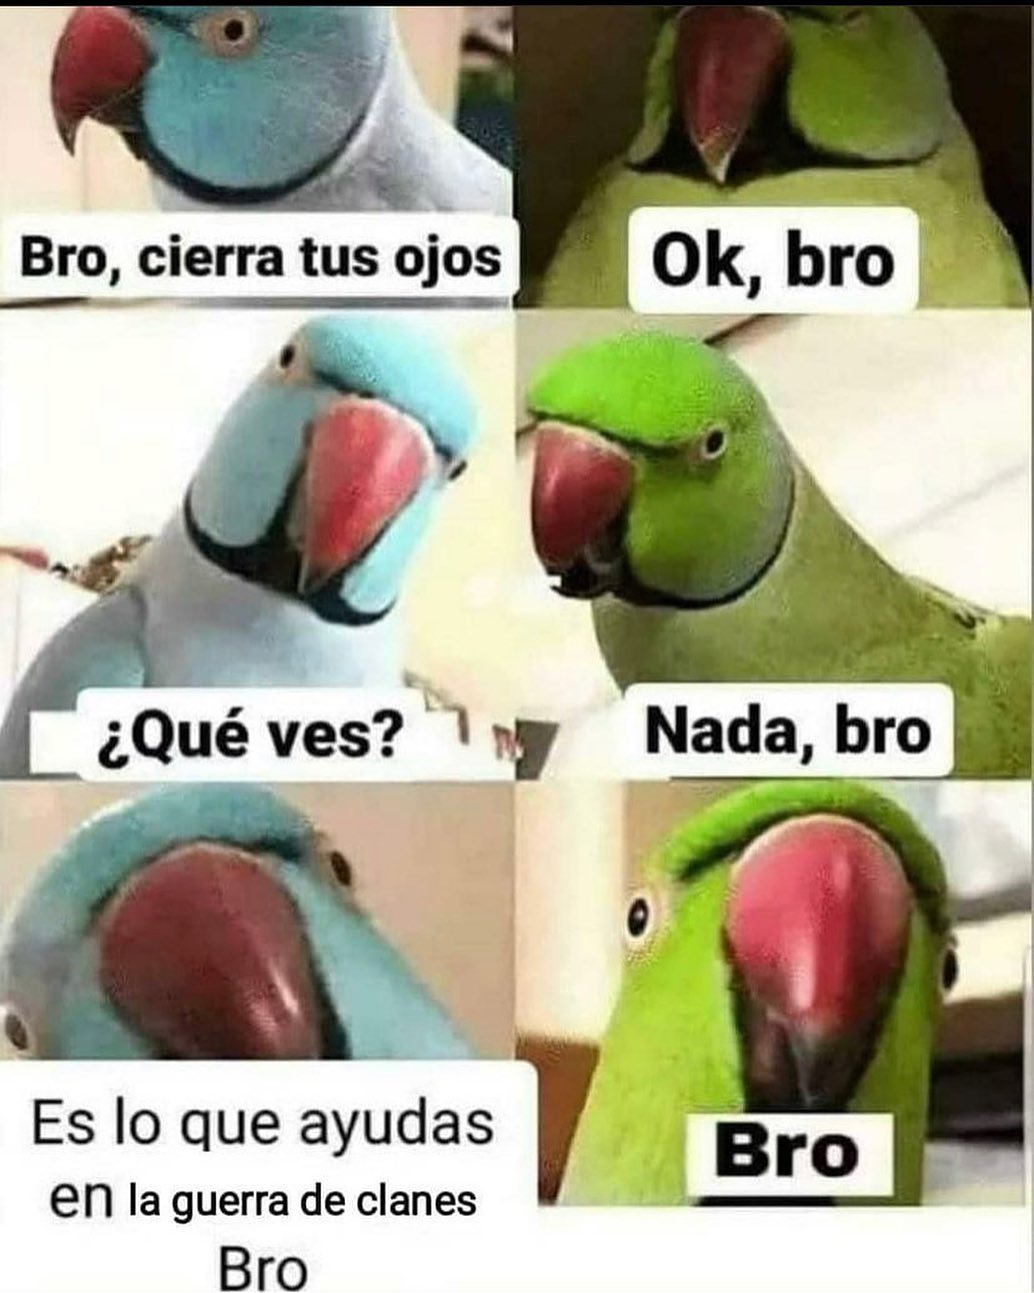 Bro, cierra tus ojos
Ok, bro
¿Qué ves?
Nada, bro
Es lo que ayudas
en la guerra de clanes
Bro
Bro